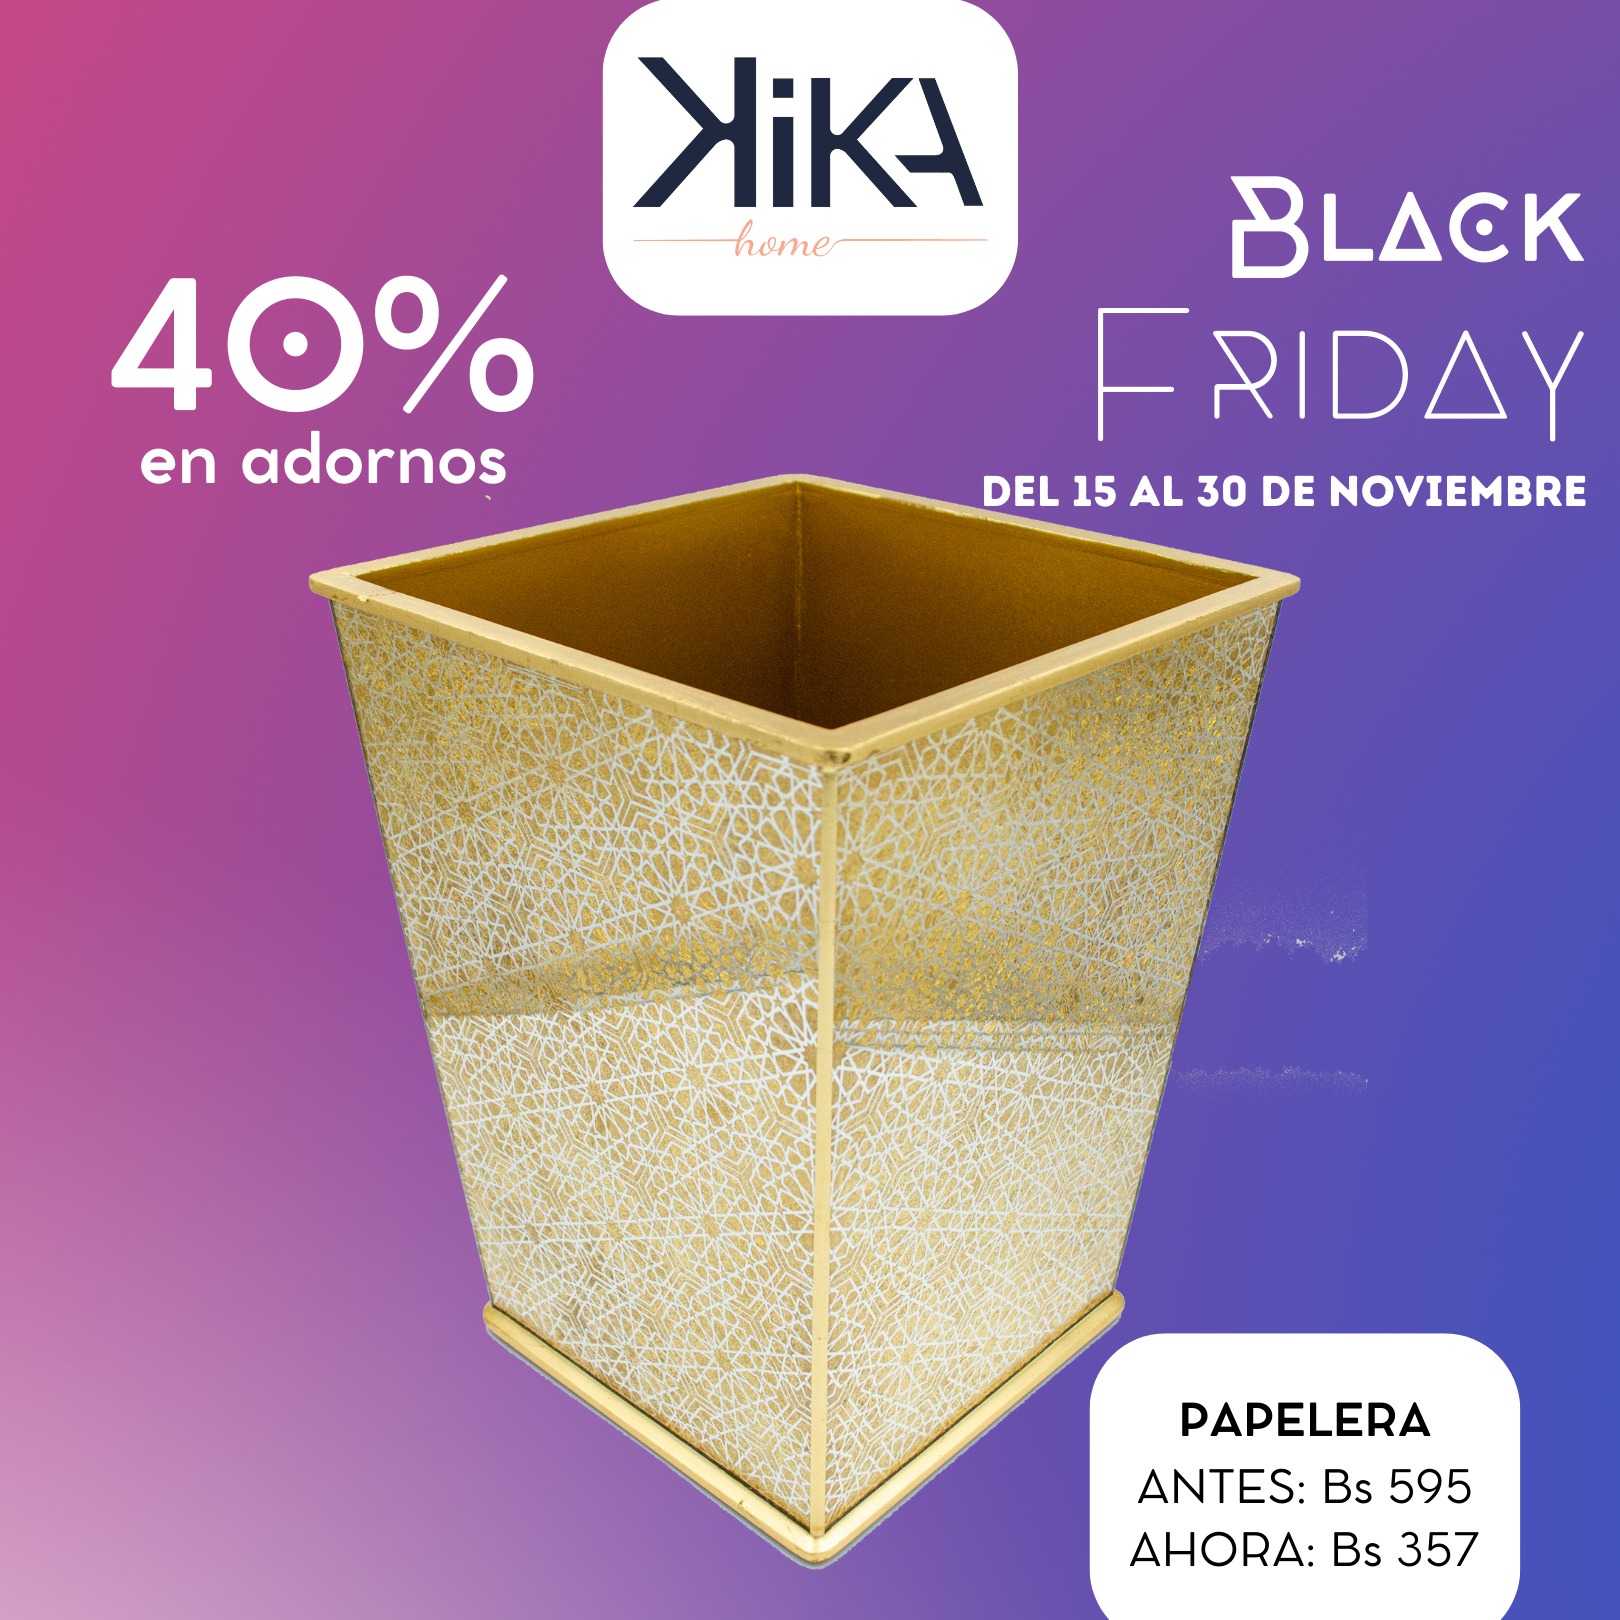 KiKA
home
40%
en adornos
BLACK
FRIDAY
DEL 15 AL 30 DE NOVIEMBRE
PAPELERA
ANTES: Bs 595
AHORA: Bs 357